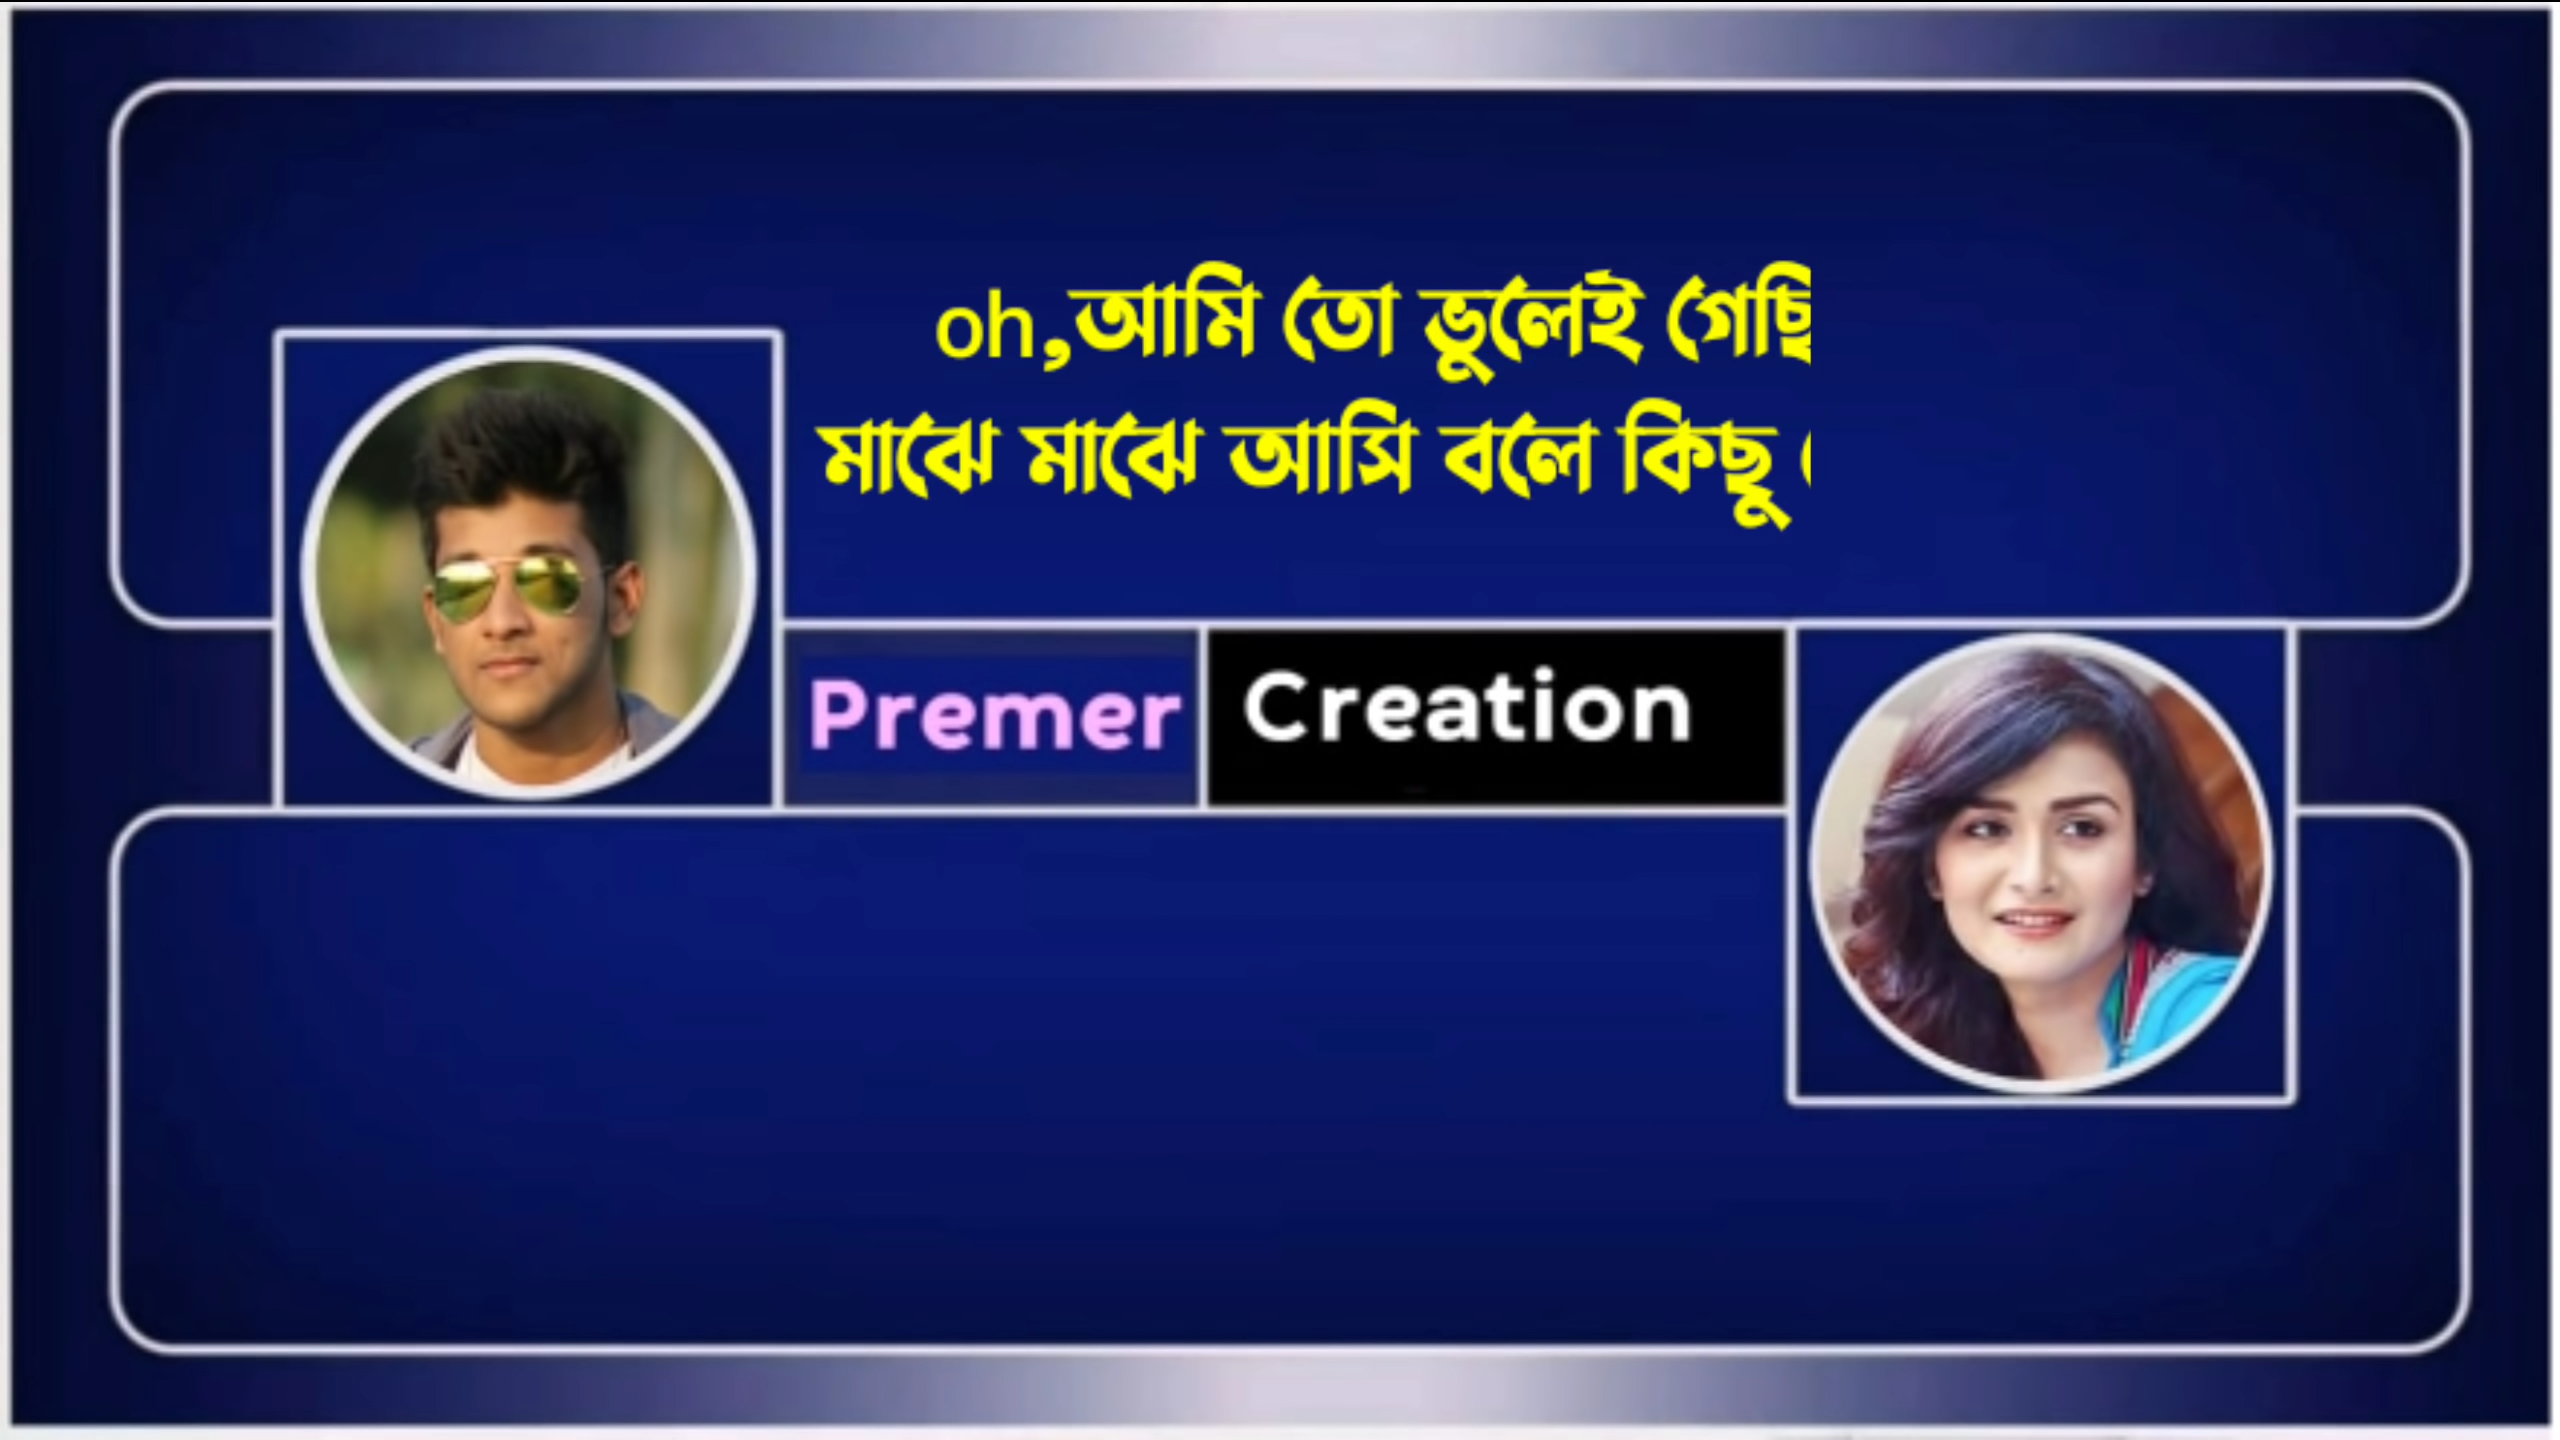 oh,আমি তো ভুলেই গেছি
মাঝে মাঝে আসি বলে কিছু
Premer Creation